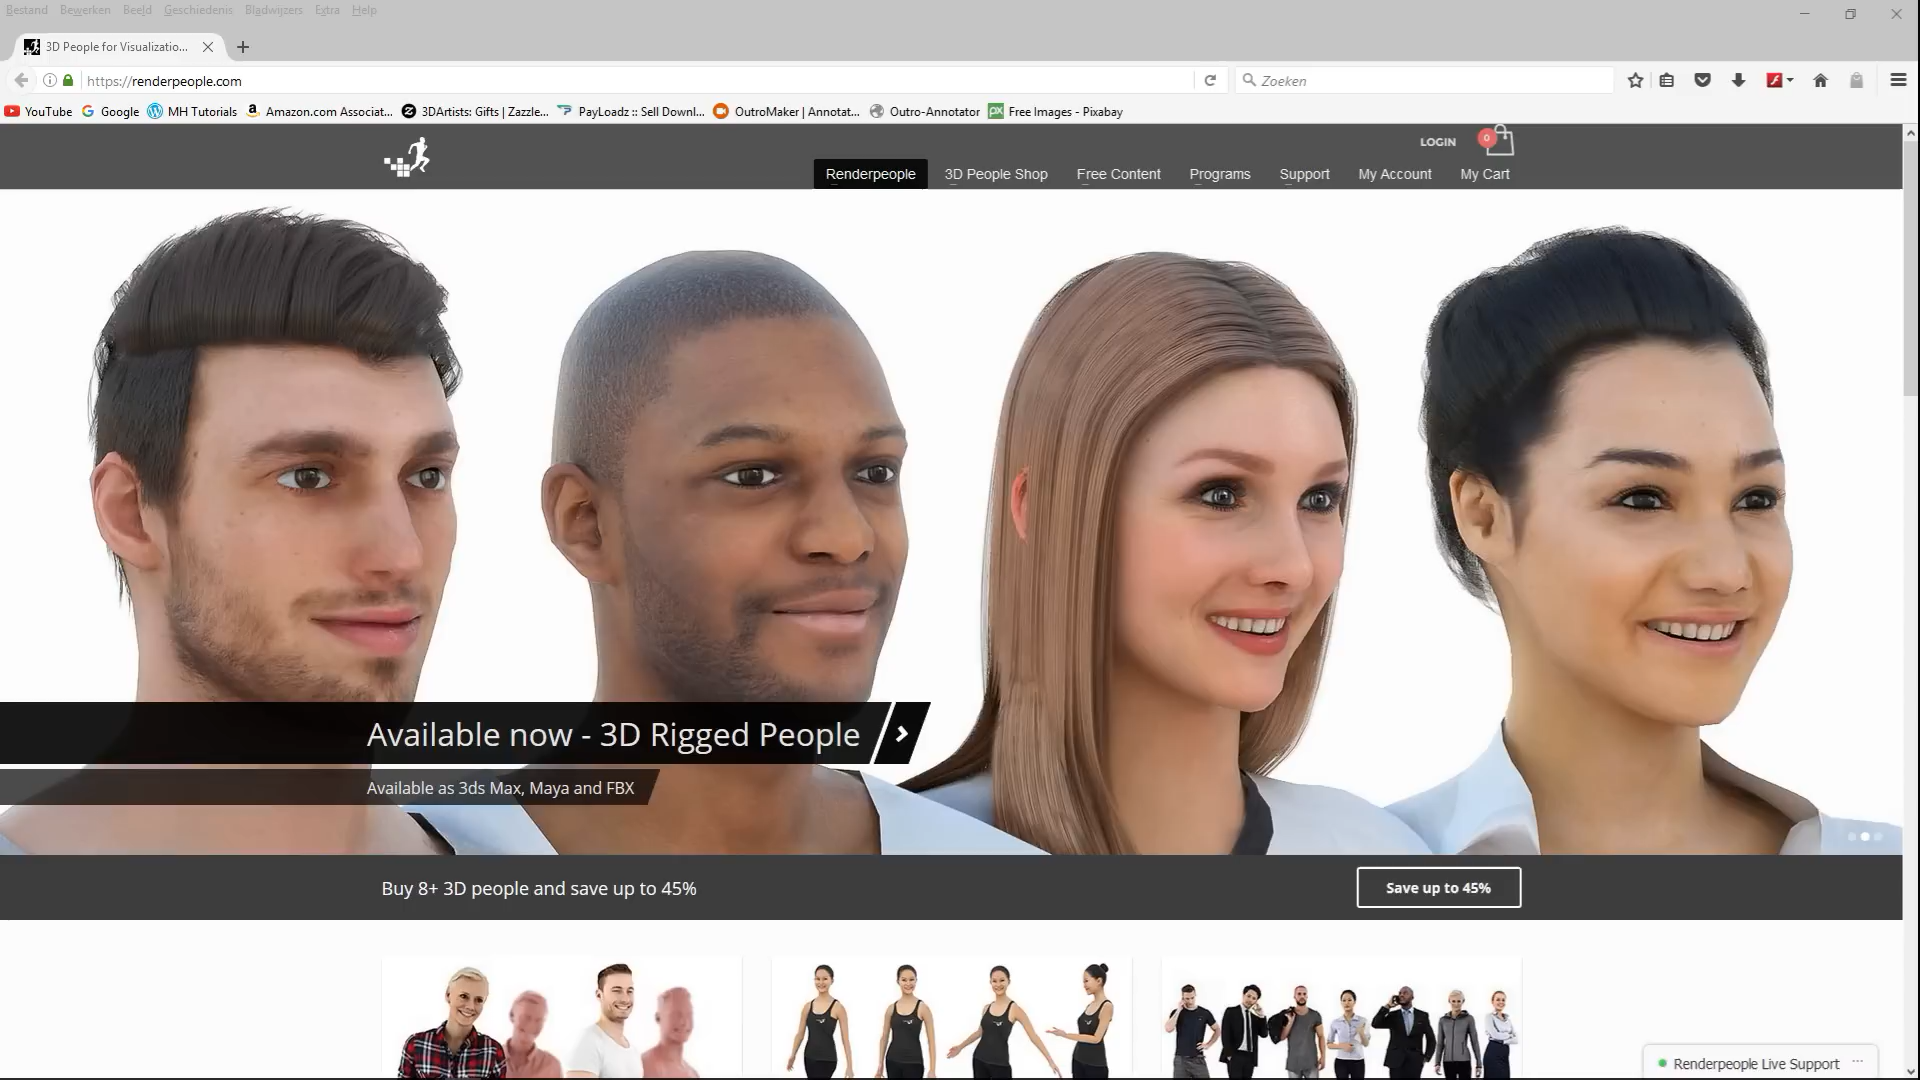 Bestand Bewerken Beeld Geschiedenis Bladwijzers Extra Help
3D People for Visualizatio...
https://renderpeople.com
Zoeken
YouTube Google MH Tutorials Amazon.com Associat... 3DArtists: Gifts | Zazzle... PayLoadz :: Sell Downl... OutroMaker | Annotat... Outro-Annotator Free Images - Pixabay
LOGIN 0
Renderpeople 3D People Shop Free Content Programs Support My Account My Cart
Available now - 3D Rigged People
Available as 3ds Max, Maya and FBX
Buy 8+ 3D people and save up to 45%
Save up to 45%
Renderpeople Live Support